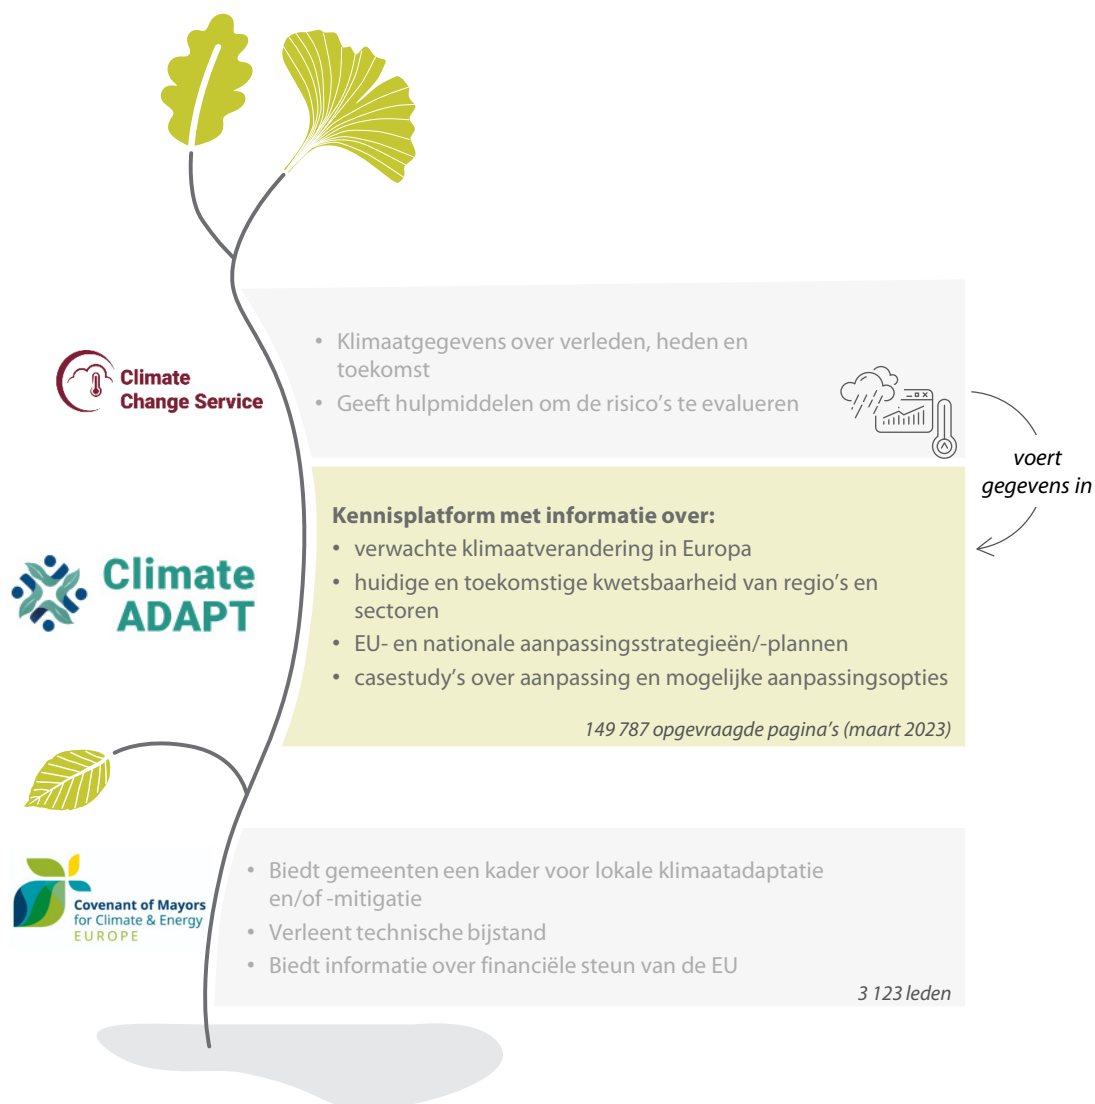 Climate
Change Service
• Klimaatgegevens over verleden, heden en
toekomst
• Geeft hulpmiddelen om de risico's te evalueren
voert
gegevens in
Climate
ADAPT
Kennisplatform met informatie over:
• verwachte klimaatverandering in Europa
• huidige en toekomstige kwetsbaarheid van regio's en
sectoren
• EU- en nationale aanpassingsstrategieën/-plannen
• casestudy's over aanpassing en mogelijke aanpassingsopties
149 787 opgevraagde pagina's (maart 2023)
Covenant of Mayors
for Climate & Energy
EUROPE
• Biedt gemeenten een kader voor lokale klimaatadaptatie
en/of -mitigatie
• Verleent technische bijstand
• Biedt informatie over financiële steun van de EU
3 123 leden